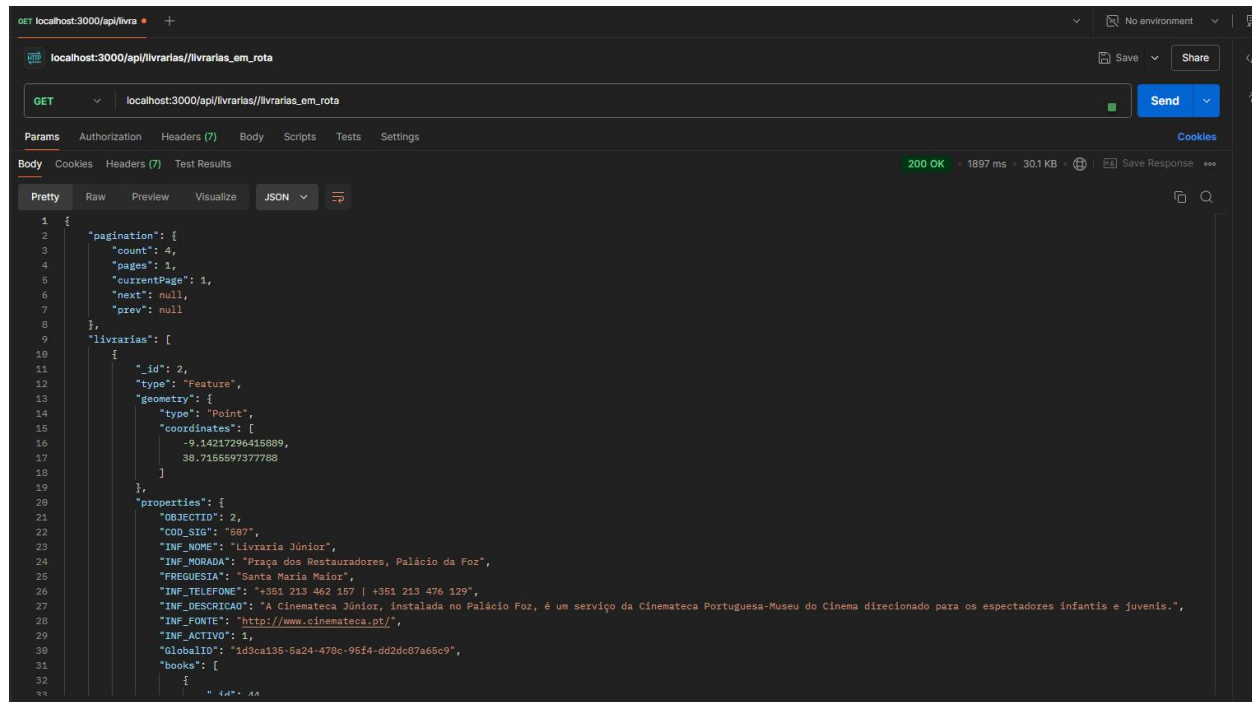 GET localhost:3000/api/livra
No environment
HTTP localhost:3000/api/livrarias//livrarias_em_rota
Save
Share
GET localhost:3000/api/livrarias//livrarias_em_rota
Send
Params Authorization Headers (7) Body Scripts Tests Settings
Cookies
Body Cookies Headers (7) Test Results
200 OK 1897 ms 30.1 KB
Save Response
Pretty Raw Preview Visualize JSON
1 {
2 "pagination": {
3 "count": 4,
4 "pages": 1,
5 "currentPage": 1,
6 "next": null,
7 "prev": null
8 },
9 "livrarias": [
10 {
11 "_id": 2,
12 "type": "Feature",
13 "geometry": {
14 "type": "Point",
15 "coordinates": [
16 -9.14217296415889,
17 38.7155597377788
18 ]
19 },
20 "properties": {
21 "OBJECTID": 2,
22 "COD_SIG": "507",
23 "INF_NOME": "Livraria Júnior",
24 "INF_MORADA": "Praça dos Restauradores, Palácio da Foz",
25 "FREGUESIA": "Santa Maria Maior",
26 "INF_TELEFONE": "+351 213 462 157 | +351 213 476 129",
27 "INF_DESCRICAO": "A Cinemateca Júnior, instalada no Palácio Foz, é um serviço da Cinemateca Portuguesa-Museu do Cinema direcionado para os espectadores infantis e juvenis.",
28 "INF_FONTE": "http://www.cinemateca.pt/",
29 "INF_ACTIVO": 1,
30 "GlobalID": "1d3ca135-5a24-478c-95f4-dd2dc87a65c9",
31 "books": [
32 {
33 "_id": 44